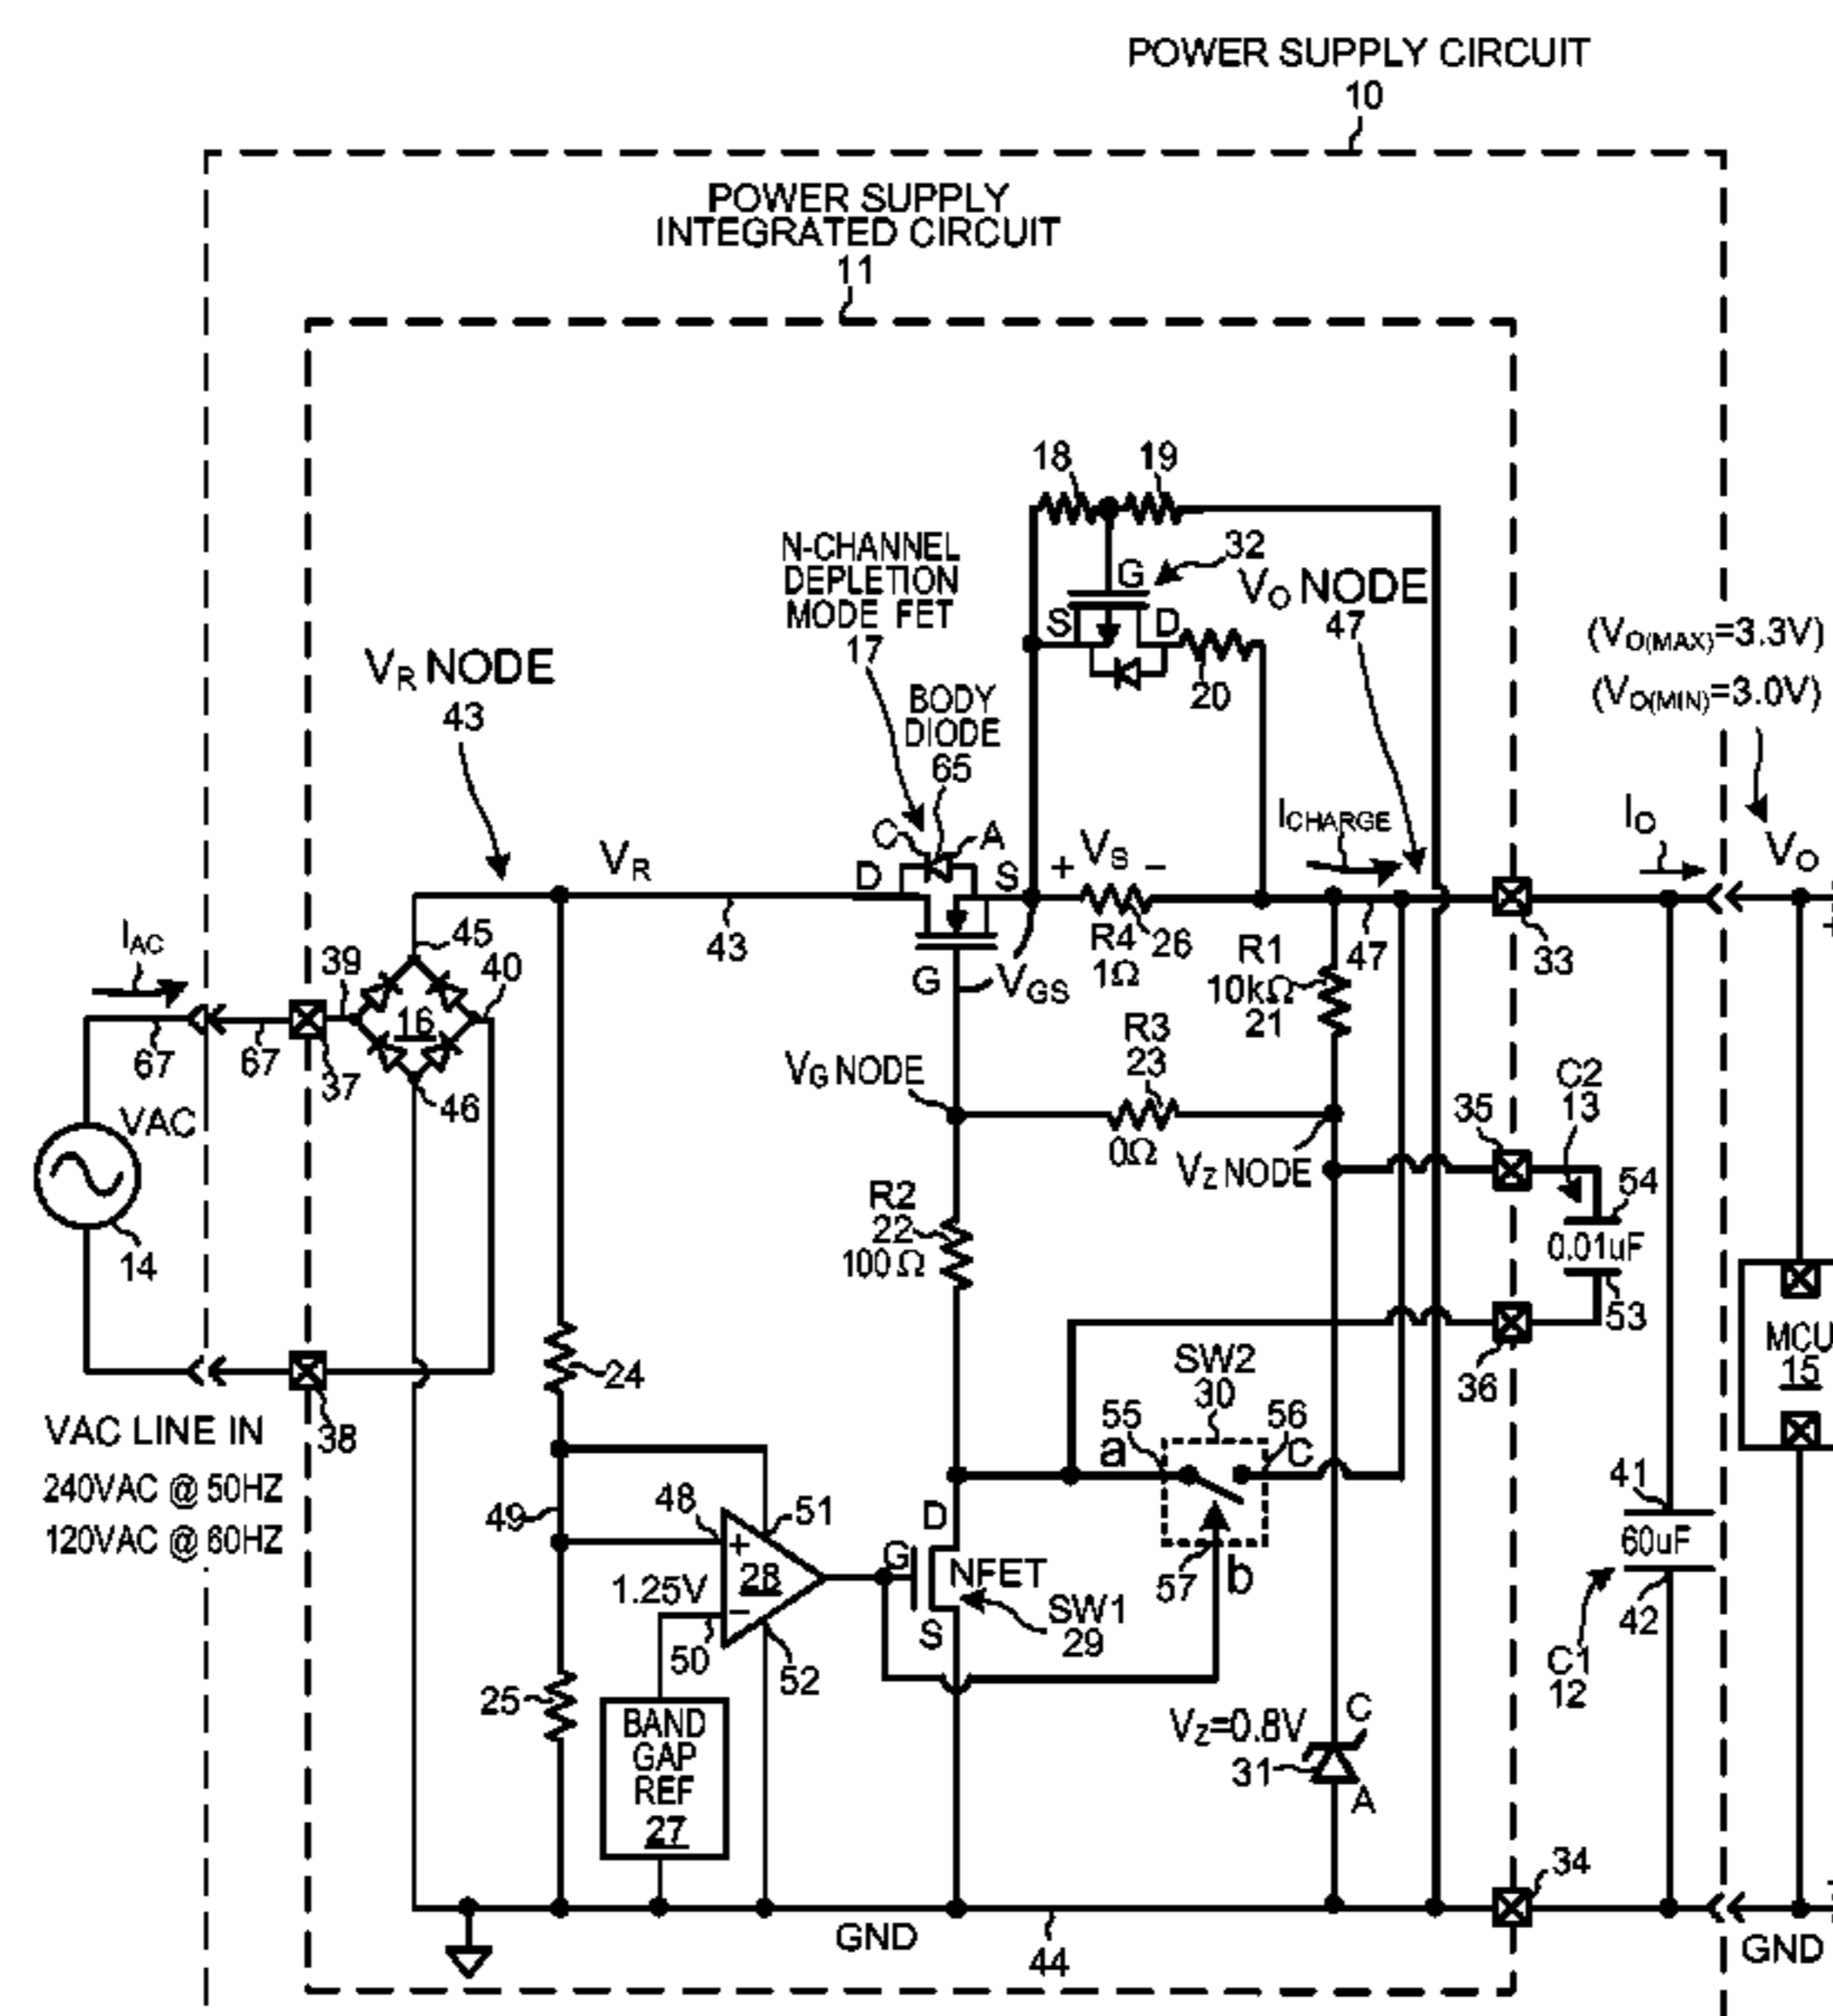 POWER SUPPLY CIRCUIT
10
POWER SUPPLY
INTEGRATED CIRCUIT
11
18
19
N-CHANNEL
DEPLETION
MODE FET
17
G
32
S
D
20
VO NODE
47
(VO(MAX)=3.3V)
(VO(MIN)=3.0V)
VR NODE
43
BODY
DIODE
65
C
A
D
S
VR
43
+ VS −
ICHARGE
IO
VO
+
R4
1Ω
26
G
VGS
R1
10kΩ
21
47
33
IAC
39
45
40
16
67
67
37
46
VAC
14
38
VG NODE
R3
23
0Ω
VZ NODE
35
C2
13
54
0.01uF
53
36
R2
22
100 Ω
VAC LINE IN
240VAC @ 50HZ
120VAC @ 60HZ
24
49
48
51
+
28
−
1.25V
50
52
25
BAND
GAP
REF
27
D
G
NFET
S
SW1
29
SW2
30
55
56
a
c
57
b
VZ=0.8V
31
C
A
41
60uF
42
C1
12
MCU
15
34
GND
44
GND